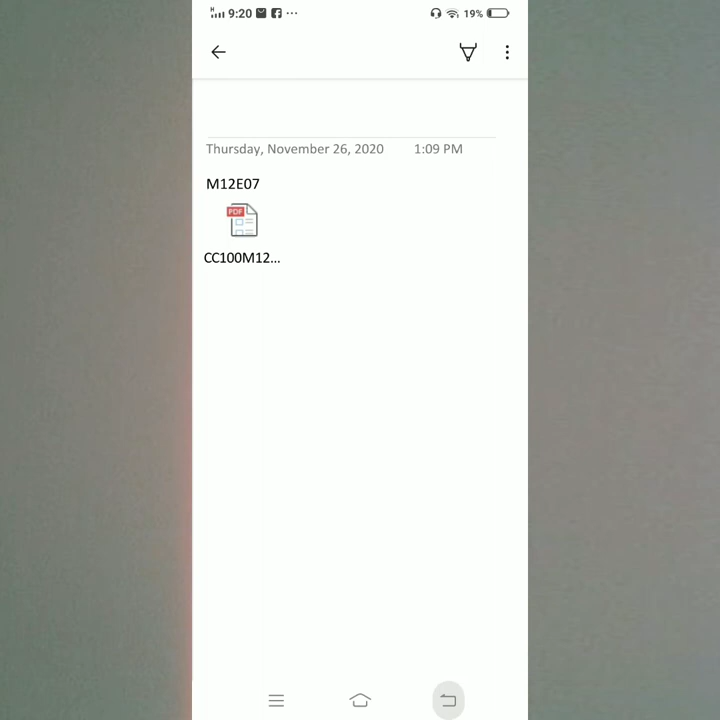 H 9:20 ... 19%
Thursday, November 26, 2020 1:09 PM
M12E07
PDF
CC100M12...